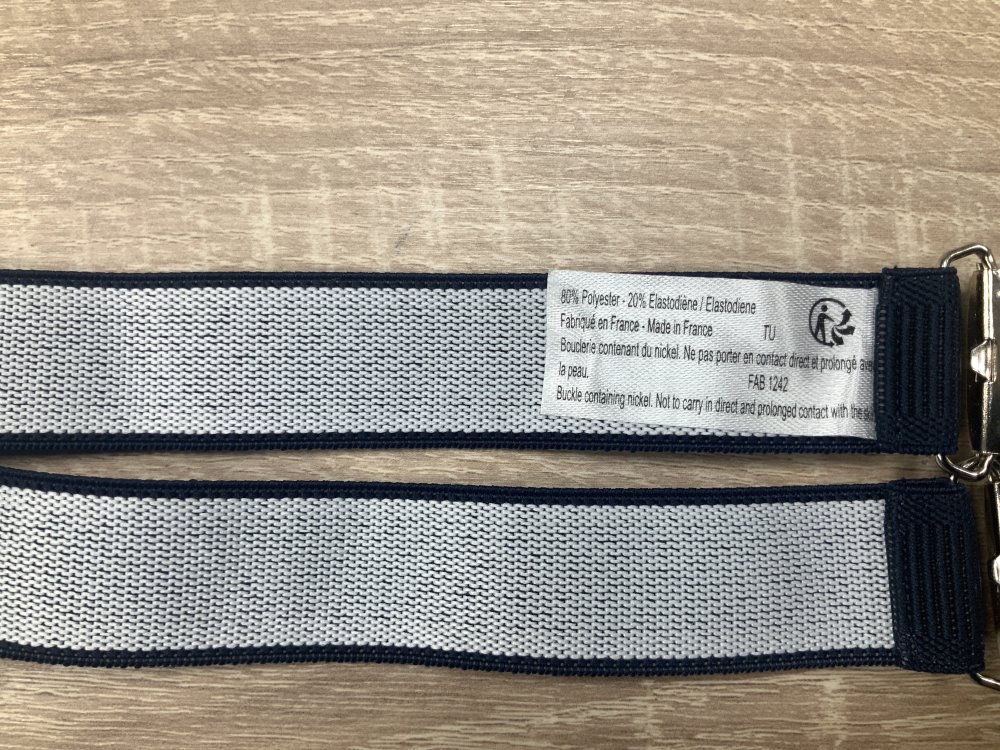 80% Polyester - 20% Elastodiène / Elastodiene
Fabriqué en France - Made in France TU
Bouclerie contenant du nickel. Ne pas porter en contact direct et prolongé
la peau. FAB 1242
Buckle containing nickel. Not to carry in direct and prolonged contact with the